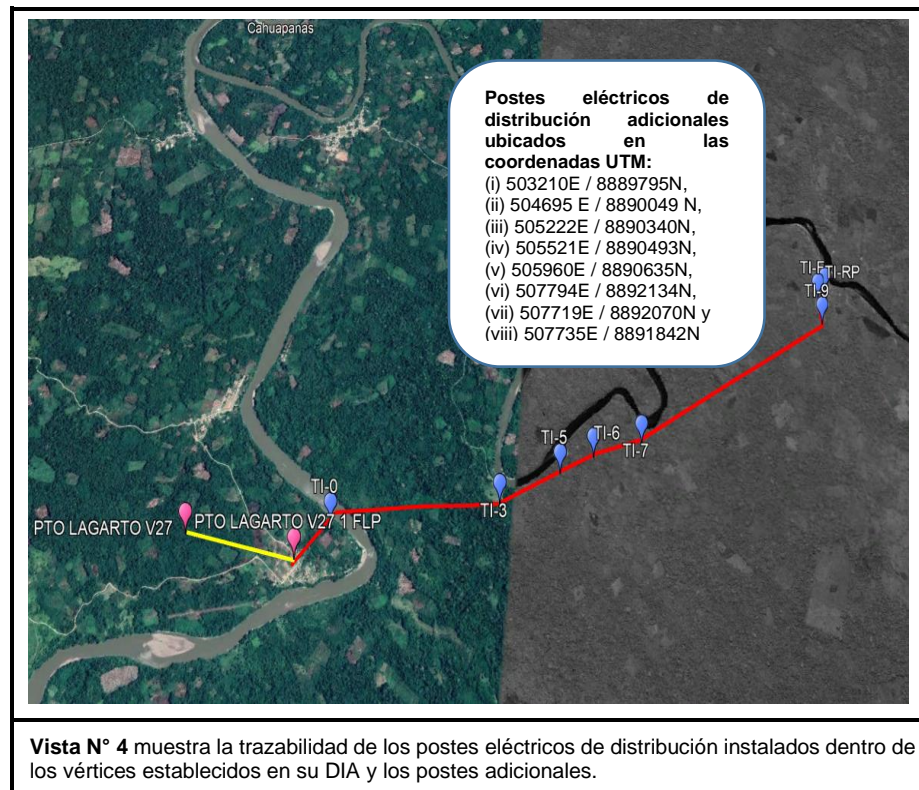 Cahuapanas
Postes eléctricos de
distribución adicionales
ubicados en las
coordenadas UTM:
(i) 503210E / 8889795N,
(ii) 504695 E / 8890049 N,
(iii) 505222E / 8890340N,
(iv) 505521E / 8890493N,
(v) 505960E / 8890635N,
(vi) 507794E / 8892134N,
(vii) 507719E / 8892070N y
(viii) 507735E / 8891842N
TI-F TI-RP
TI-9
TI-5
TI-6
TI-7
TI-0
TI-3
PTO LAGARTO V27
PTO LAGARTO V27 1 FLP
Vista N° 4 muestra la trazabilidad de los postes eléctricos de distribución instalados dentro de
los vértices establecidos en su DIA y los postes adicionales.